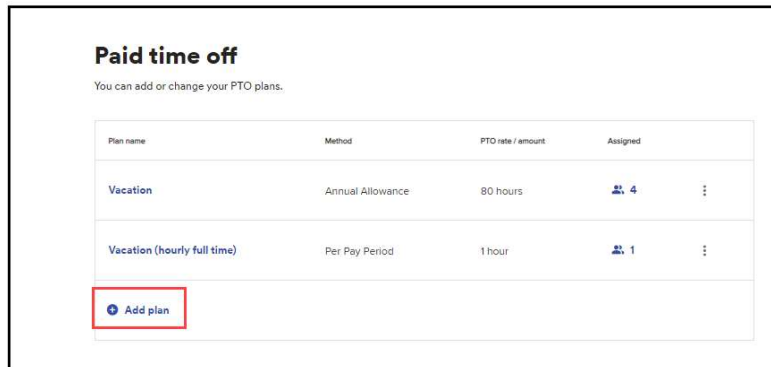 Paid time off
You can add or change your PTO plans.
Plan name Method PTO rate / amount Assigned
Vacation Annual Allowance 80 hours 4
Vacation (hourly full time) Per Pay Period 1 hour 1
Add plan